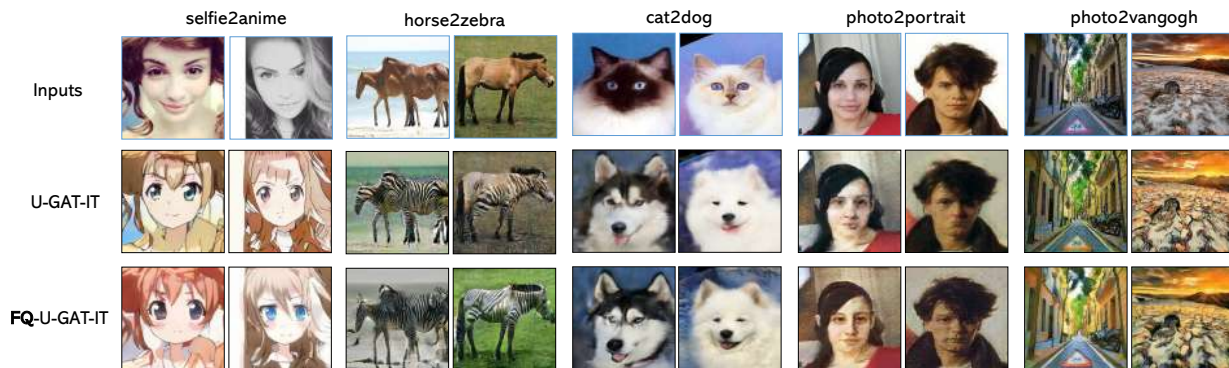 selfie2anime
horse2zebra
cat2dog
photo2portrait
photo2vangogh
Inputs
U-GAT-IT
FQ-U-GAT-IT